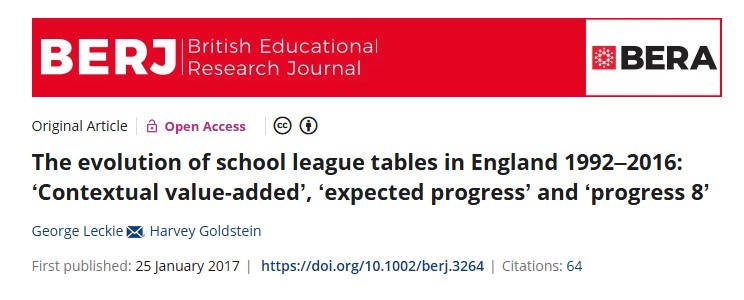 BERJ British Educational
Research Journal
BERA
Original Article Open Access
The evolution of school league tables in England 1992–2016:
‘Contextual value-added’, ‘expected progress’ and ‘progress 8’
George Leckie, Harvey Goldstein
First published: 25 January 2017 | https://doi.org/10.1002/berj.3264 | Citations: 64